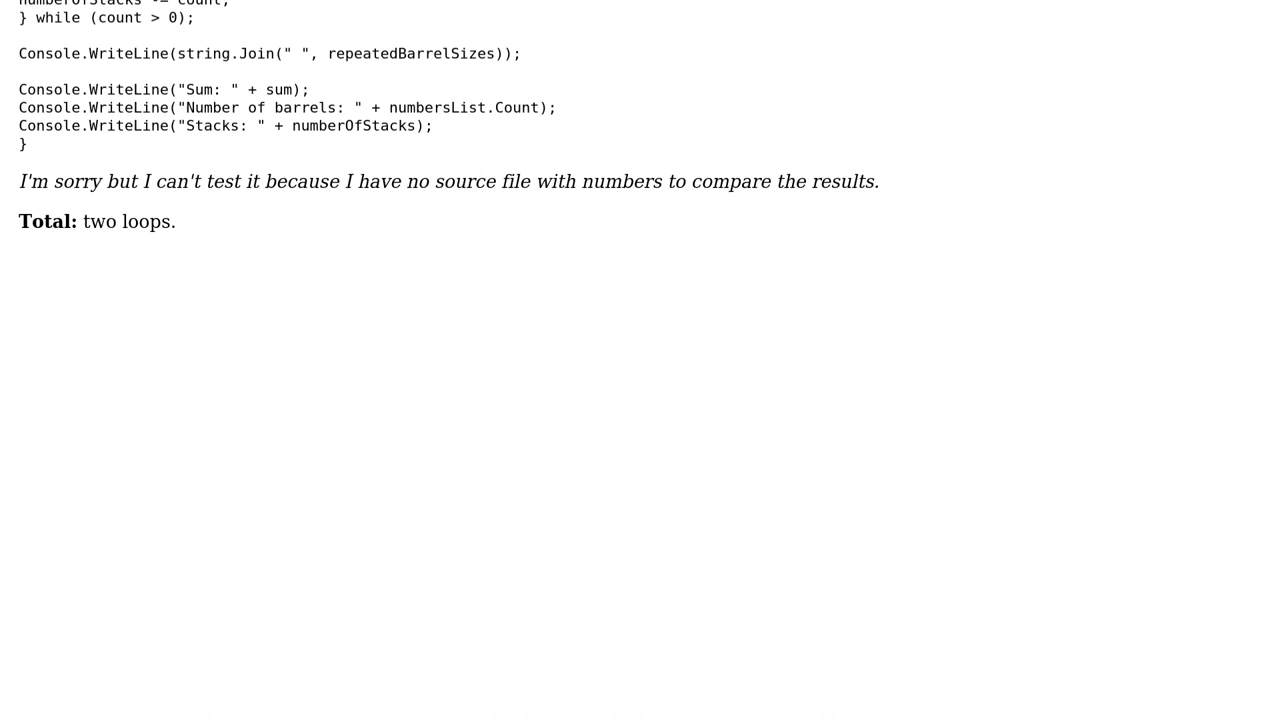 numberOfStacks -= count;
} while (count > 0);
Console.WriteLine(string.Join(" ", repeatedBarrelSizes));
Console.WriteLine("Sum: " + sum);
Console.WriteLine("Number of barrels: " + numbersList.Count);
Console.WriteLine("Stacks: " + numberOfStacks);
}
I'm sorry but I can't test it because I have no source file with numbers to compare the results.
Total: two loops.